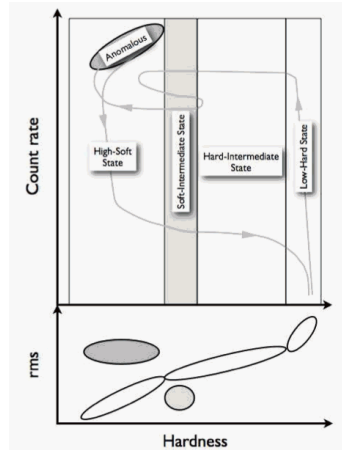 Anomalous
Count rate
High-Soft
State
Soft-Intermediate State
Hard-Intermediate
State
Low-Hard State
rms
Hardness